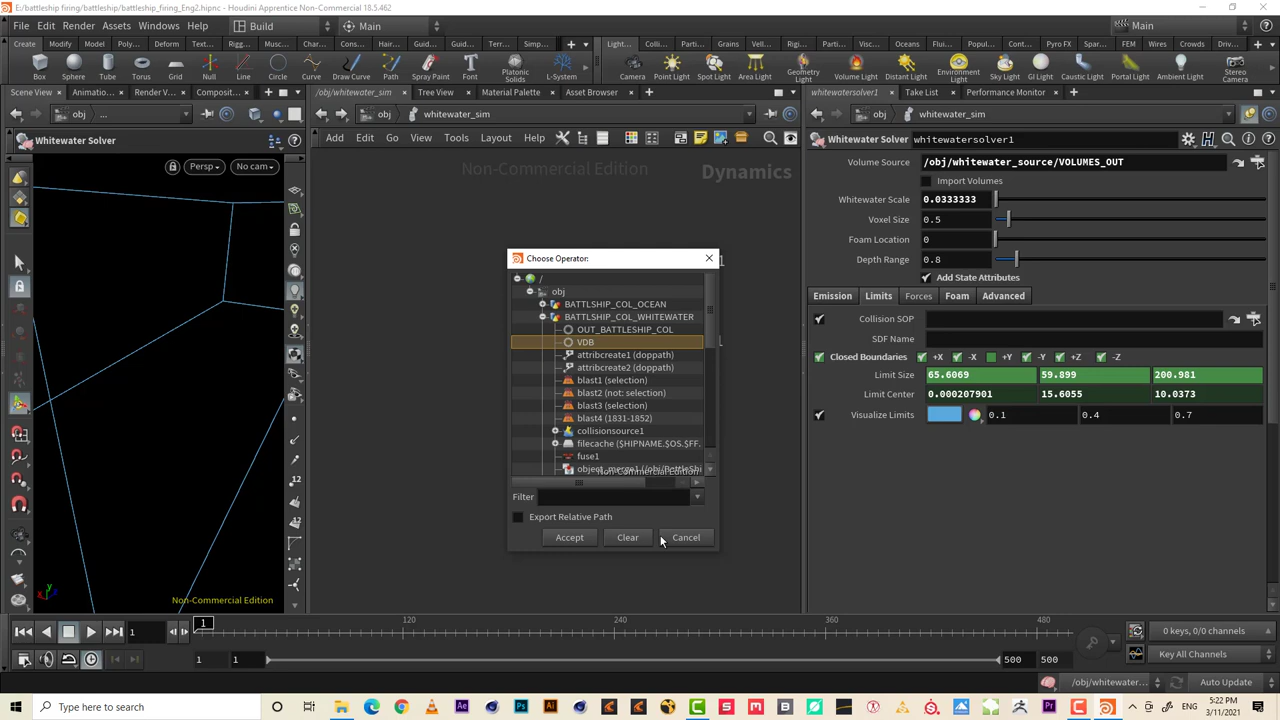 E:/battleship firing/battleship/battleship_firing_Eng2.hipnc - Houdini Apprentice Non-Commercial 18.5.462
File Edit Render Assets Windows Help Build Main Main
Create Modify Model Poly... Deform Text... Rigg... Musc... Char... Cons... Hair... Guid... Guid... Terr... Simp...
Light... Colli... Parti... Grains Vell... Rigi... Parti... Visc... Oceans Flui... Popul... Cont... Pyro FX Spar... FEM Wires Crowds Driv...
Box Sphere Tube Torus Grid Null Line Circle Curve Draw Curve Path Spray Paint Font Platonic Solids L-System
Camera Point Light Spot Light Area Light Geometry Light Volume Light Distant Light Environment Light Sky Light GI Light Caustic Light Portal Light Ambient Light Stereo Camera
Scene View Animatio... Render V... Composit...
/obj/whitewater_sim Tree View Material Palette Asset Browser
whitewatersolver1 Take List Performance Monitor
obj ...
obj whitewater_sim
obj whitewater_sim
Whitewater Solver
Add Edit Go View Tools Layout Help
Whitewater Solver whitewatersolver1
Persp No cam
Non-Commercial Edition Dynamics
Volume Source /obj/whitewater_source/VOLUMES_OUT
Import Volumes
Whitewater Scale 0.0333333
Voxel Size 0.5
Foam Location 0
Depth Range 0.8
Add State Attributes
Emission Limits Forces Foam Advanced
Collision SOP
SDF Name
Closed Boundaries +X -X +Y -Y +Z -Z
Limit Size 65.6069 59.899 200.981
Limit Center 0.000207901 15.6055 10.0373
Visualize Limits 0.1 0.4 0.7
Choose Operator:
/
obj
BATTLSHIP_COL_OCEAN
BATTLSHIP_COL_WHITEWATER
OUT_BATTLESHIP_COL
VDB
attribcreate1 (doppath)
attribcreate2 (doppath)
blast1 (selection)
blast2 (not: selection)
blast3 (selection)
blast4 (1831-1852)
collisionsource1
filecache ($SHIPNAME.$OS.$FF.
fuse1
object_merge1 (/obj/BattleShi
Non-Commercial Edition
Filter
Export Relative Path
Accept Clear Cancel
Non-Commercial Edition
1 1 120 240 360 480
1 1 500 500
0 keys, 0/0 channels
Key All Channels
/obj/whitewater... Auto Update
Type here to search
5:22 PM
3/11/2021